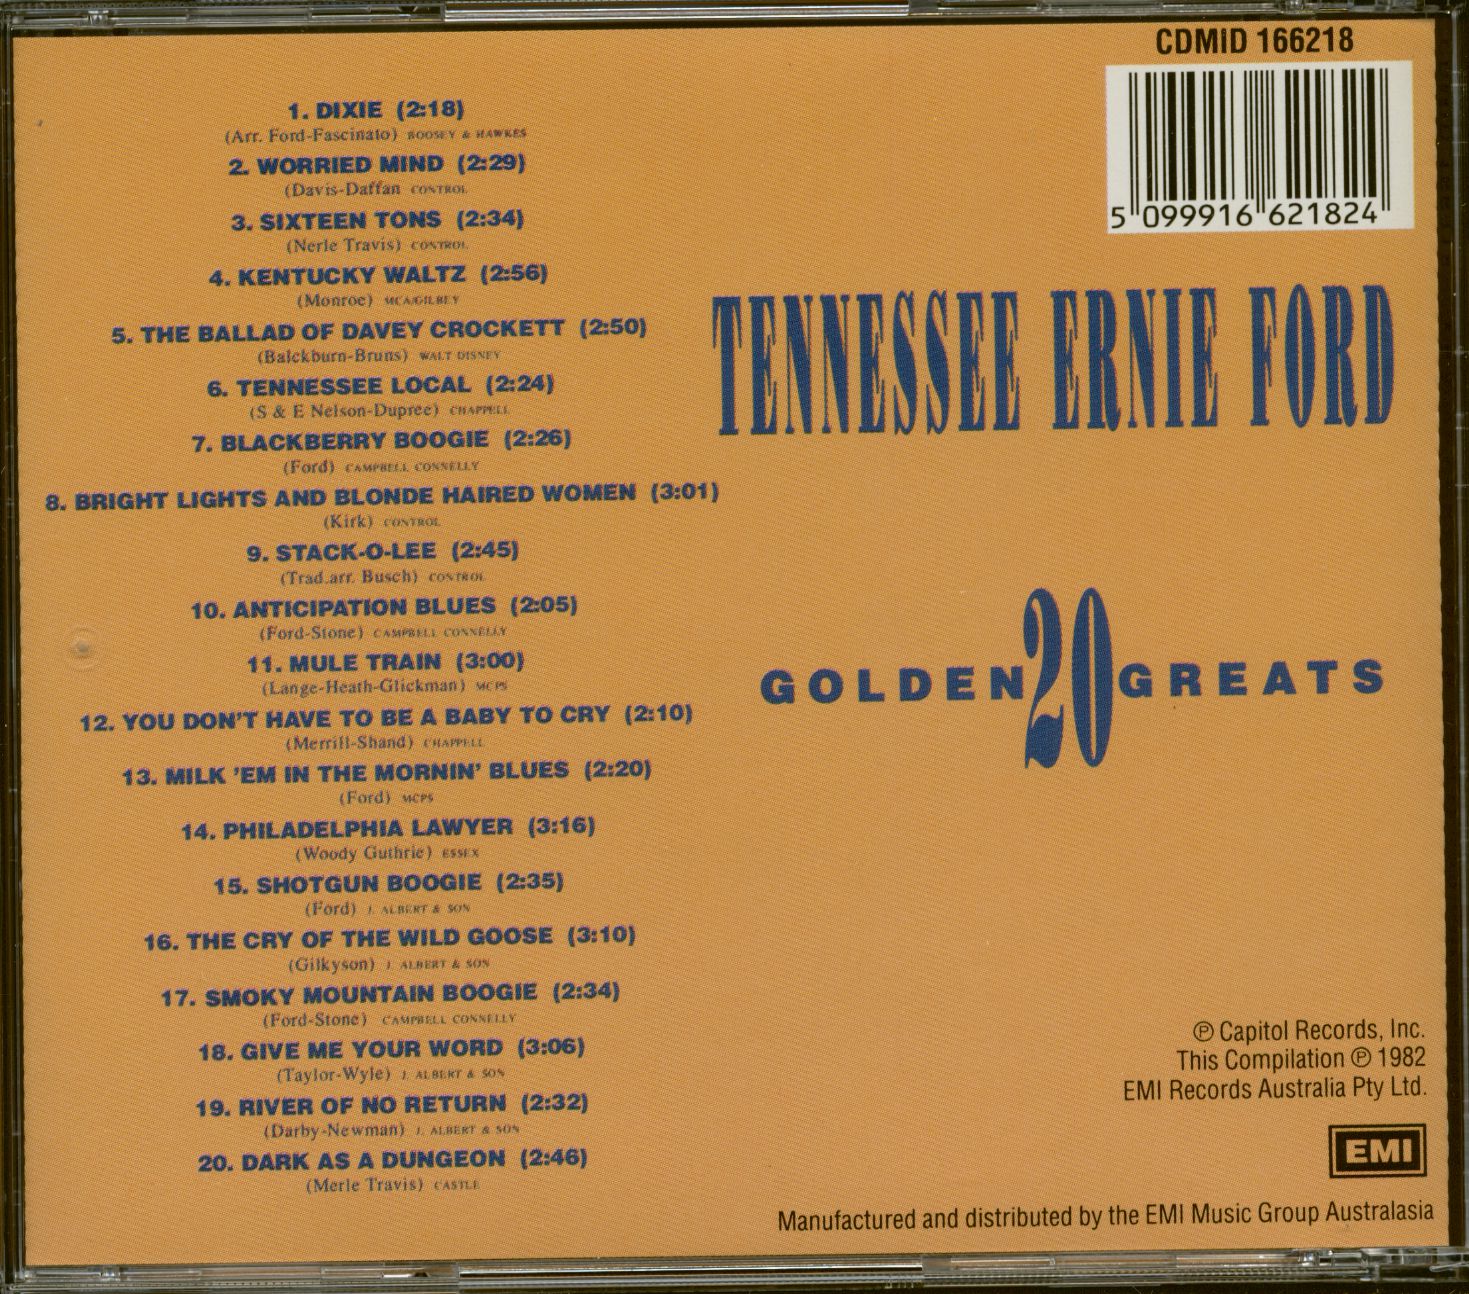 CDMID 166218
5 099916 621824
1. DIXIE (2:18)
(Arr. Ford-Fascinato) BOOSEY & HAWKES
2. WORRIED MIND (2:29)
(Davis-Daffan CONTROL
3. SIXTEEN TONS (2:34)
(Nerle Travis) CONTROL
4. KENTUCKY WALTZ (2:56)
(Monroe) MCA/GILBEY
5. THE BALLAD OF DAVEY CROCKETT (2:50)
(Balckburn-Bruns) WALT DISNEY
6. TENNESSEE LOCAL (2:24)
(S & E Nelson-Dupree) CHAPPELL
7. BLACKBERRY BOOGIE (2:26)
(Ford) CAMPBELL CONNELLY
8. BRIGHT LIGHTS AND BLONDE HAIRED WOMEN (3:01)
(Kirk) CONTROL
9. STACK-O-LEE (2:45)
(Trad.arr. Busch) CONTROL
10. ANTICIPATION BLUES (2:05)
(Ford-Stone) CAMPBELL CONNELLY
11. MULE TRAIN (3:00)
(Lange-Heath-Glickman) MCPS
12. YOU DON'T HAVE TO BE A BABY TO CRY (2:10)
(Merrill-Shand) CHAPPELL
13. MILK 'EM IN THE MORNIN' BLUES (2:20)
(Ford) MCPS
14. PHILADELPHIA LAWYER (3:16)
(Woody Guthrie) ESSEX
15. SHOTGUN BOOGIE (2:35)
(Ford) J. ALBERT & SON
16. THE CRY OF THE WILD GOOSE (3:10)
(Gilkyson) J. ALBERT & SON
17. SMOKY MOUNTAIN BOOGIE (2:34)
(Ford-Stone) CAMPBELL CONNELLY
18. GIVE ME YOUR WORD (3:06)
(Taylor-Wyle) J. ALBERT & SON
19. RIVER OF NO RETURN (2:32)
(Darby-Newman) J. ALBERT & SON
20. DARK AS A DUNGEON (2:46)
(Merle Travis) CASTLE
TENNESSEE ERNIE FORD
GOLDEN 20 GREATS
℗ Capitol Records, Inc.
This Compilation ℗ 1982
EMI Records Australia Pty Ltd.
EMI
Manufactured and distributed by the EMI Music Group Australasia